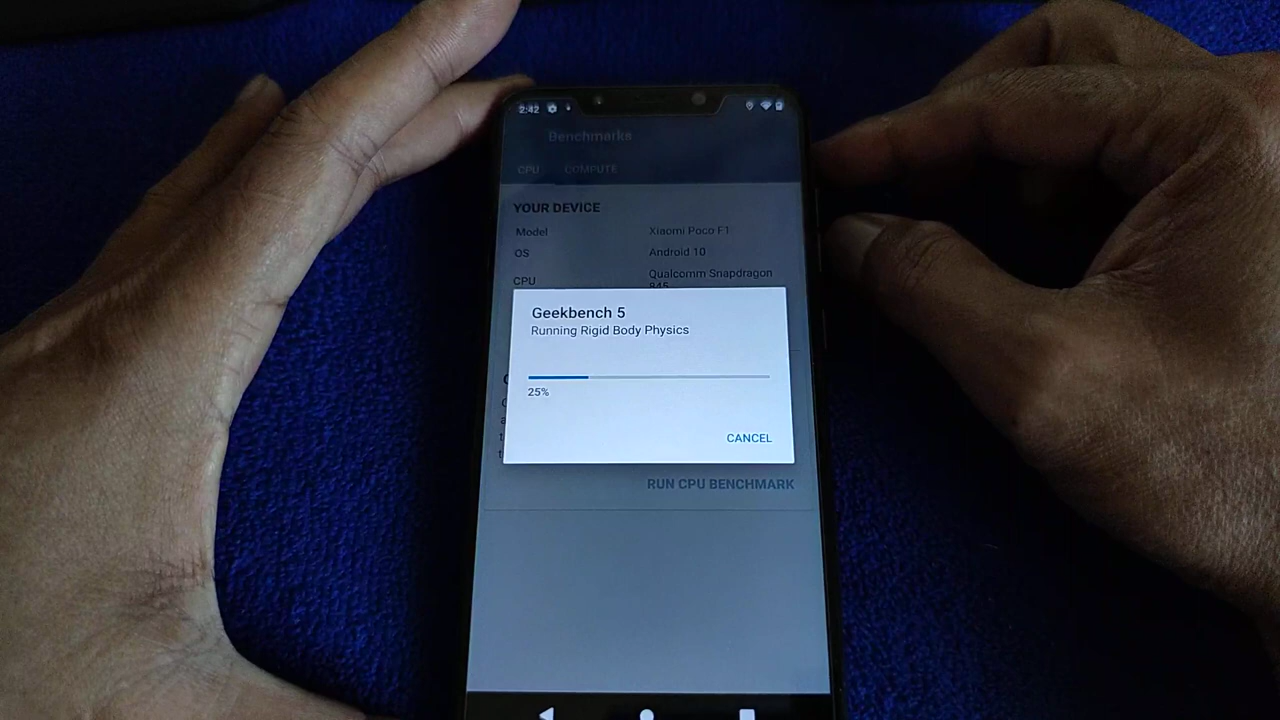 2:42
Benchmarks
CPU COMPUTE
YOUR DEVICE
Model Xiaomi Poco F1
OS Android 10
CPU Qualcomm Snapdragon
845
Geekbench 5
Running Rigid Body Physics
25%
CANCEL
RUN CPU BENCHMARK